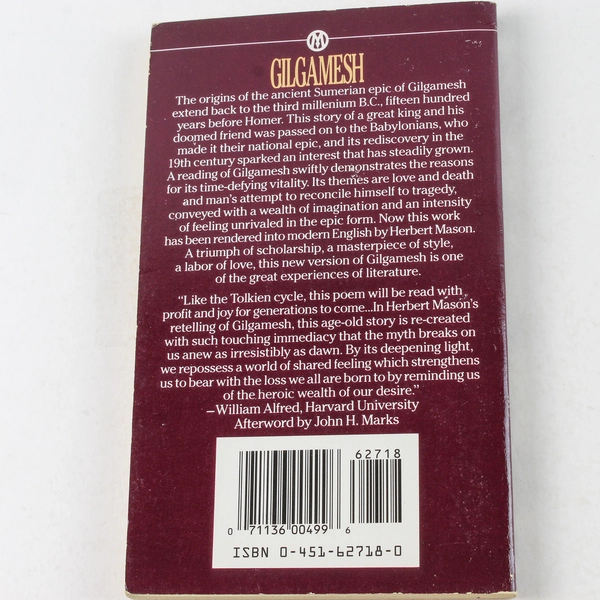 M
GILGAMESH
The origins of the ancient Sumerian epic of Gilgamesh
extend back to the third millenium B.C., fifteen hundred
years before Homer. This story of a great king and his
doomed friend was passed on to the Babylonians, who
made it their national epic, and its rediscovery in the
19th century sparked an interest that has steadily grown.
A reading of Gilgamesh swiftly demonstrates the reasons
for its time-defying vitality. Its themes are love and death
and man's attempt to reconcile himself to tragedy,
conveyed with a wealth of imagination and an intensity
of feeling unrivaled in the epic form. Now this work
has been rendered into modern English by Herbert Mason.
A triumph of scholarship, a masterpiece of style,
a labor of love, this new version of Gilgamesh is one
of the great experiences of literature.
"Like the Tolkien cycle, this poem will be read with
profit and joy for generations to come...In Herbert Mason's
retelling of Gilgamesh, this age-old story is re-created
with such touching immediacy that the myth breaks on
us anew as irresistibly as dawn. By its deepening light,
we repossess a world of shared feeling which strengthens
us to bear with the loss we all are born to by reminding us
of the heroic wealth of our desire."
—William Alfred, Harvard University
Afterword by John H. Marks
62718
0 71136 00499 6
ISBN 0-451-62718-0